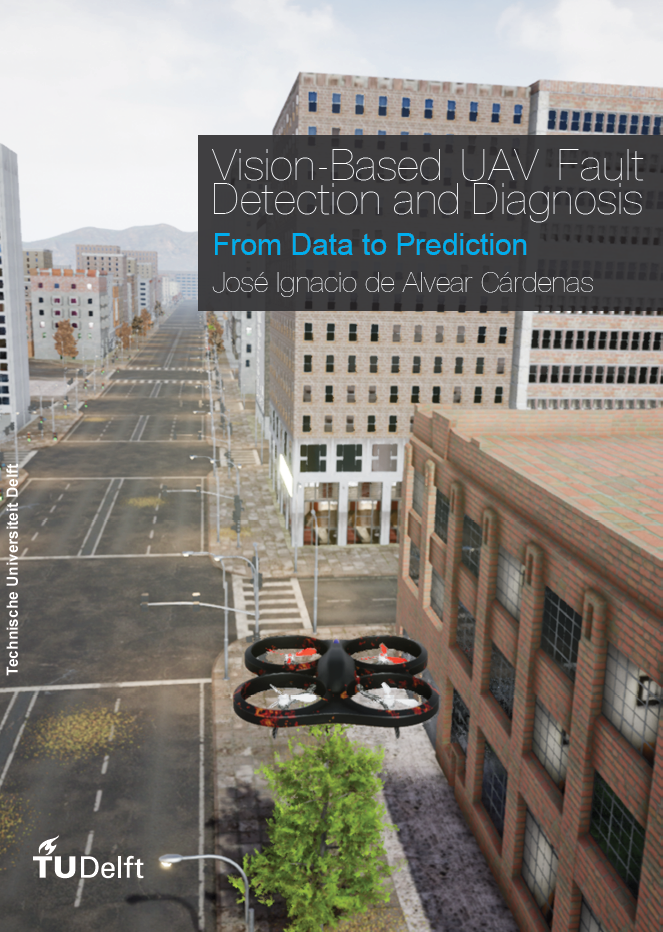 Vision-Based UAV Fault
Detection and Diagnosis
From Data to Prediction
José Ignacio de Alvear Cárdenas
Technische Universiteit Delft
TUDelft